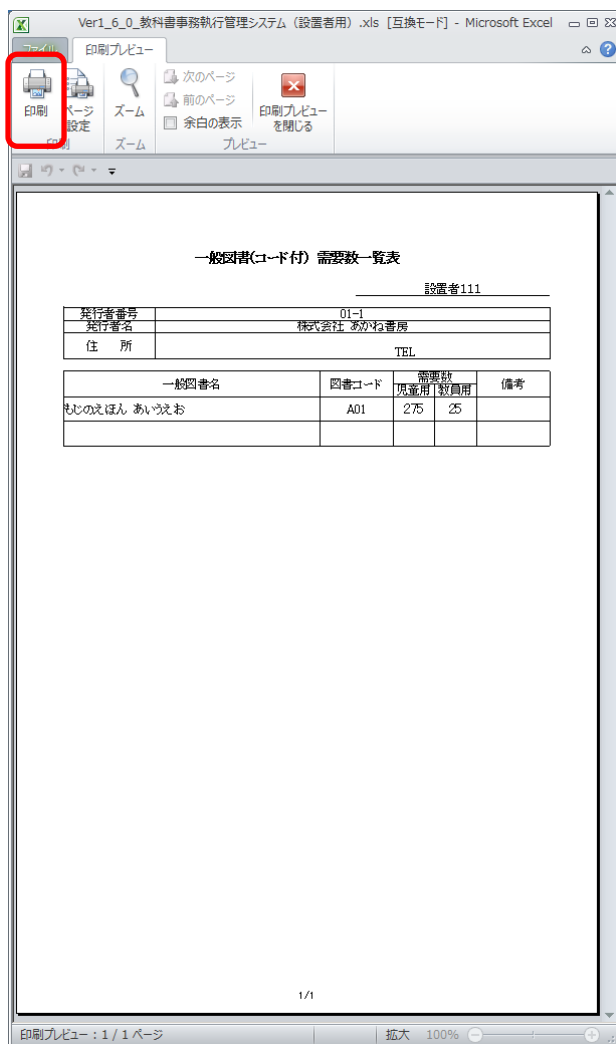 Ver1_6_0_教科書事務執行管理システム（設置者用）.xls [互換モード] - Microsoft Excel
ファイル 印刷プレビュー
印刷 ページ設定 ズーム 次のページ 前のページ 余白の表示 印刷プレビューを閉じる
印刷 ズーム プレビュー
一般図書(コード付) 需要数一覧表
設置者111
発行者番号 01-1
発行者名 株式会社 あかね書房
住 所 TEL
一般図書名 図書コード 需要数 備考
児童用 教員用
もじのえほん あいうえお A01 275 25
1/1
印刷プレビュー：1 / 1 ページ 拡大 100%